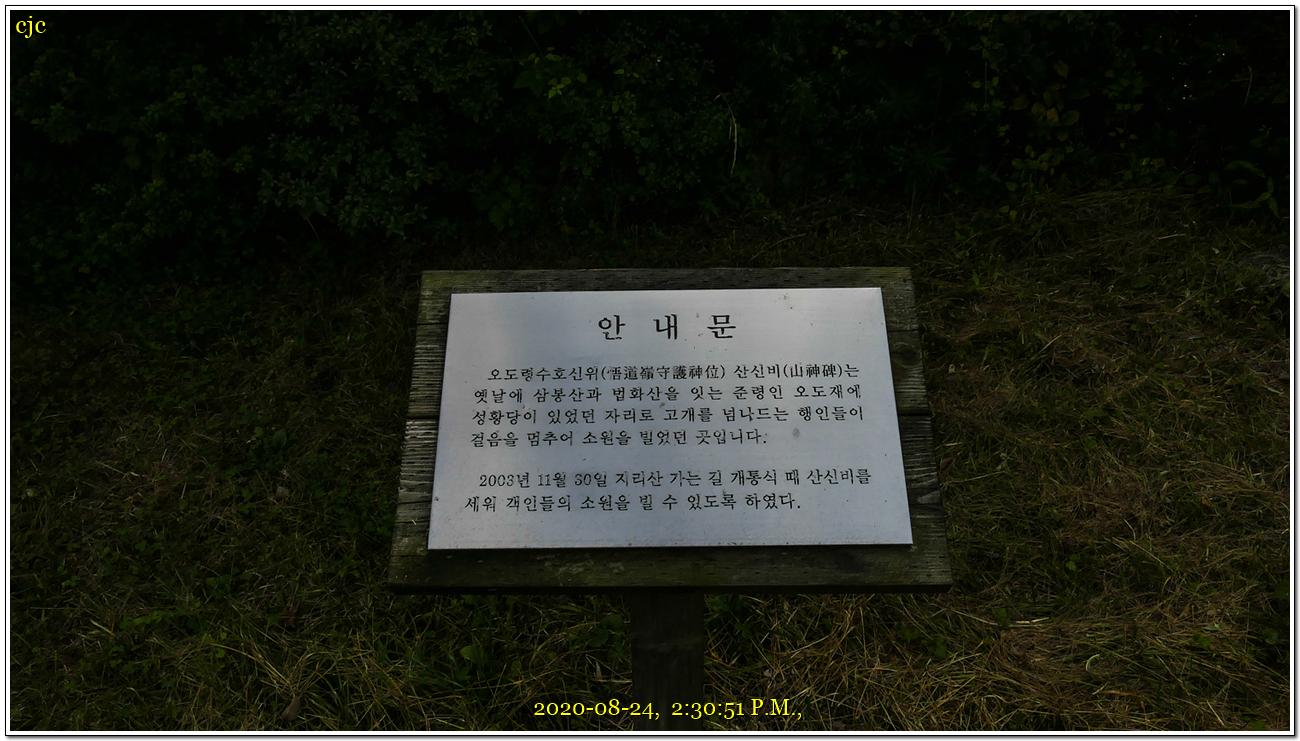 cjc
안 내 문
오도령수호신위(悟道嶺守護神位) 산신비(山神碑)는
옛날에 삼봉산과 법화산을 잇는 준령인 오도재에
성황당이 있었던 자리로 고개를 넘나드는 행인들이
걸음을 멈추어 소원을 빌었던 곳입니다.
2003년 11월 30일 지리산 가는 길 개통식 때 산신비를
세워 객인들의 소원을 빌 수 있도록 하였다.
2020-08-24, 2:30:51 P.M.,